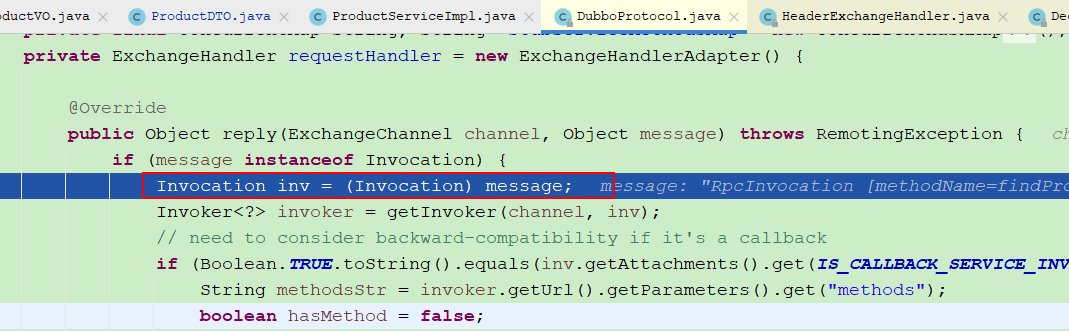 ductVO.java × ProductDTO.java × ProductServiceImpl.java × DubboProtocol.java × HeaderExchangeHandler.java × De
private ExchangeHandler requestHandler = new ExchangeHandlerAdapter() {
@Override
public Object reply(ExchangeChannel channel, Object message) throws RemotingException { ch
if (message instanceof Invocation) {
Invocation inv = (Invocation) message; message: "RpcInvocation [methodName=findPro
Invoker<?> invoker = getInvoker(channel, inv);
// need to consider backward-compatibility if it's a callback
if (Boolean.TRUE.toString().equals(inv.getAttachments().get(IS_CALLBACK_SERVICE_INV
String methodsStr = invoker.getUrl().getParameters().get("methods");
boolean hasMethod = false;